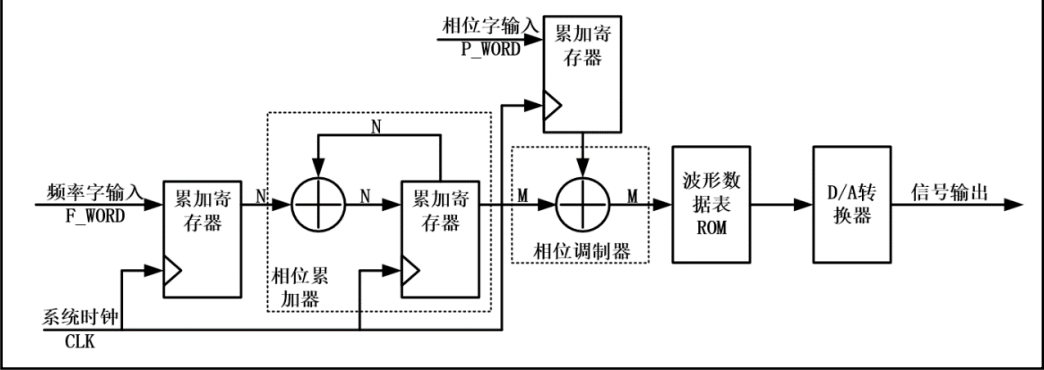 相位字输入
P_WORD
累加寄
存器
N
频率字输入
F_WORD
累加寄
存器
N
N
累加寄
存器
M
M
相位调制器
波形数
据表
ROM
D/A转
换器
信号输出
相位累
加器
系统时钟
CLK